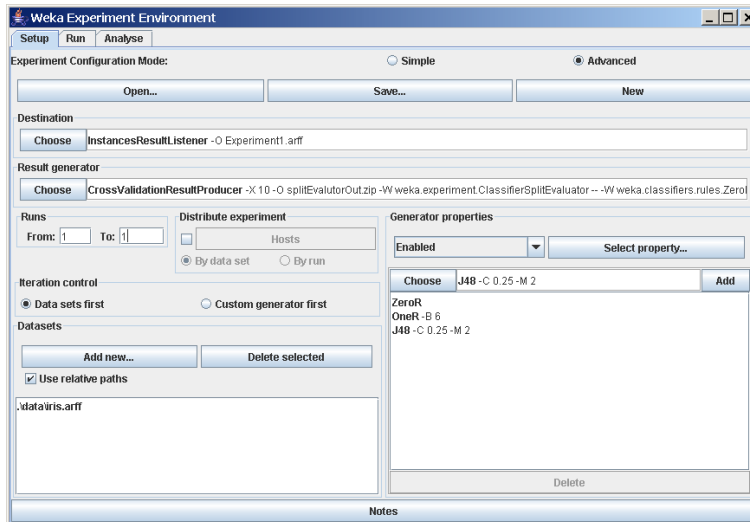 Weka Experiment Environment
Setup Run Analyse
Experiment Configuration Mode: Simple Advanced
Open... Save... New
Destination
Choose InstancesResultListener -O Experiment1.arff
Result generator
Choose CrossValidationResultProducer -X 10 -O splitEvalutorOut.zip -W weka.experiment.ClassifierSplitEvaluator -- -W weka.classifiers.rules.ZeroI
Runs
From: 1 To: 1
Distribute experiment
Hosts
By data set By run
Generator properties
Enabled Select property...
Iteration control
Data sets first Custom generator first
Choose J48 -C 0.25 -M 2 Add
ZeroR
OneR -B 6
J48 -C 0.25 -M 2
Datasets
Add new... Delete selected
Use relative paths
.\data\iris.arff
Delete
Notes